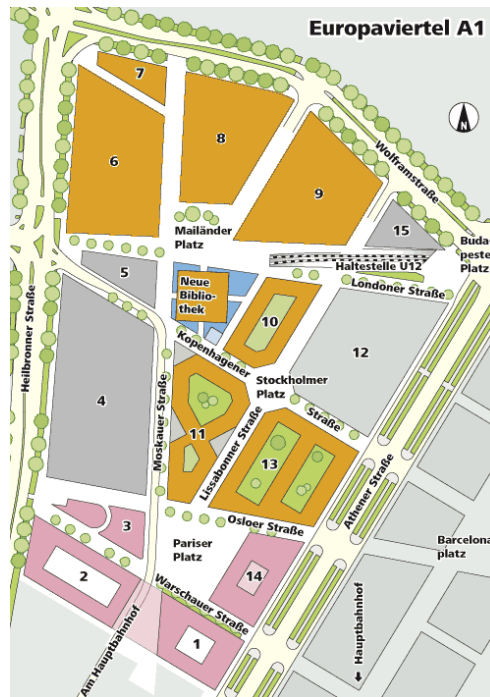 Europaviertel A1
7
6
8
9
N
Wolframstraße
Mailänder
Platz
15
Buda-
pester
Platz
Haltestelle U12
Londoner Straße
5
Neue
Biblio-
thek
10
Kopenhagener
Straße
12
Stockholmer
Platz
Heilbronner Straße
4
Moskauer Straße
11
Lissabonner Straße
13
Athener Straße
Osloer Straße
3
Pariser
Platz
Barcelona-
platz
2
14
Warschauer Straße
1
Am Hauptbahnhof
Hauptbahnhof